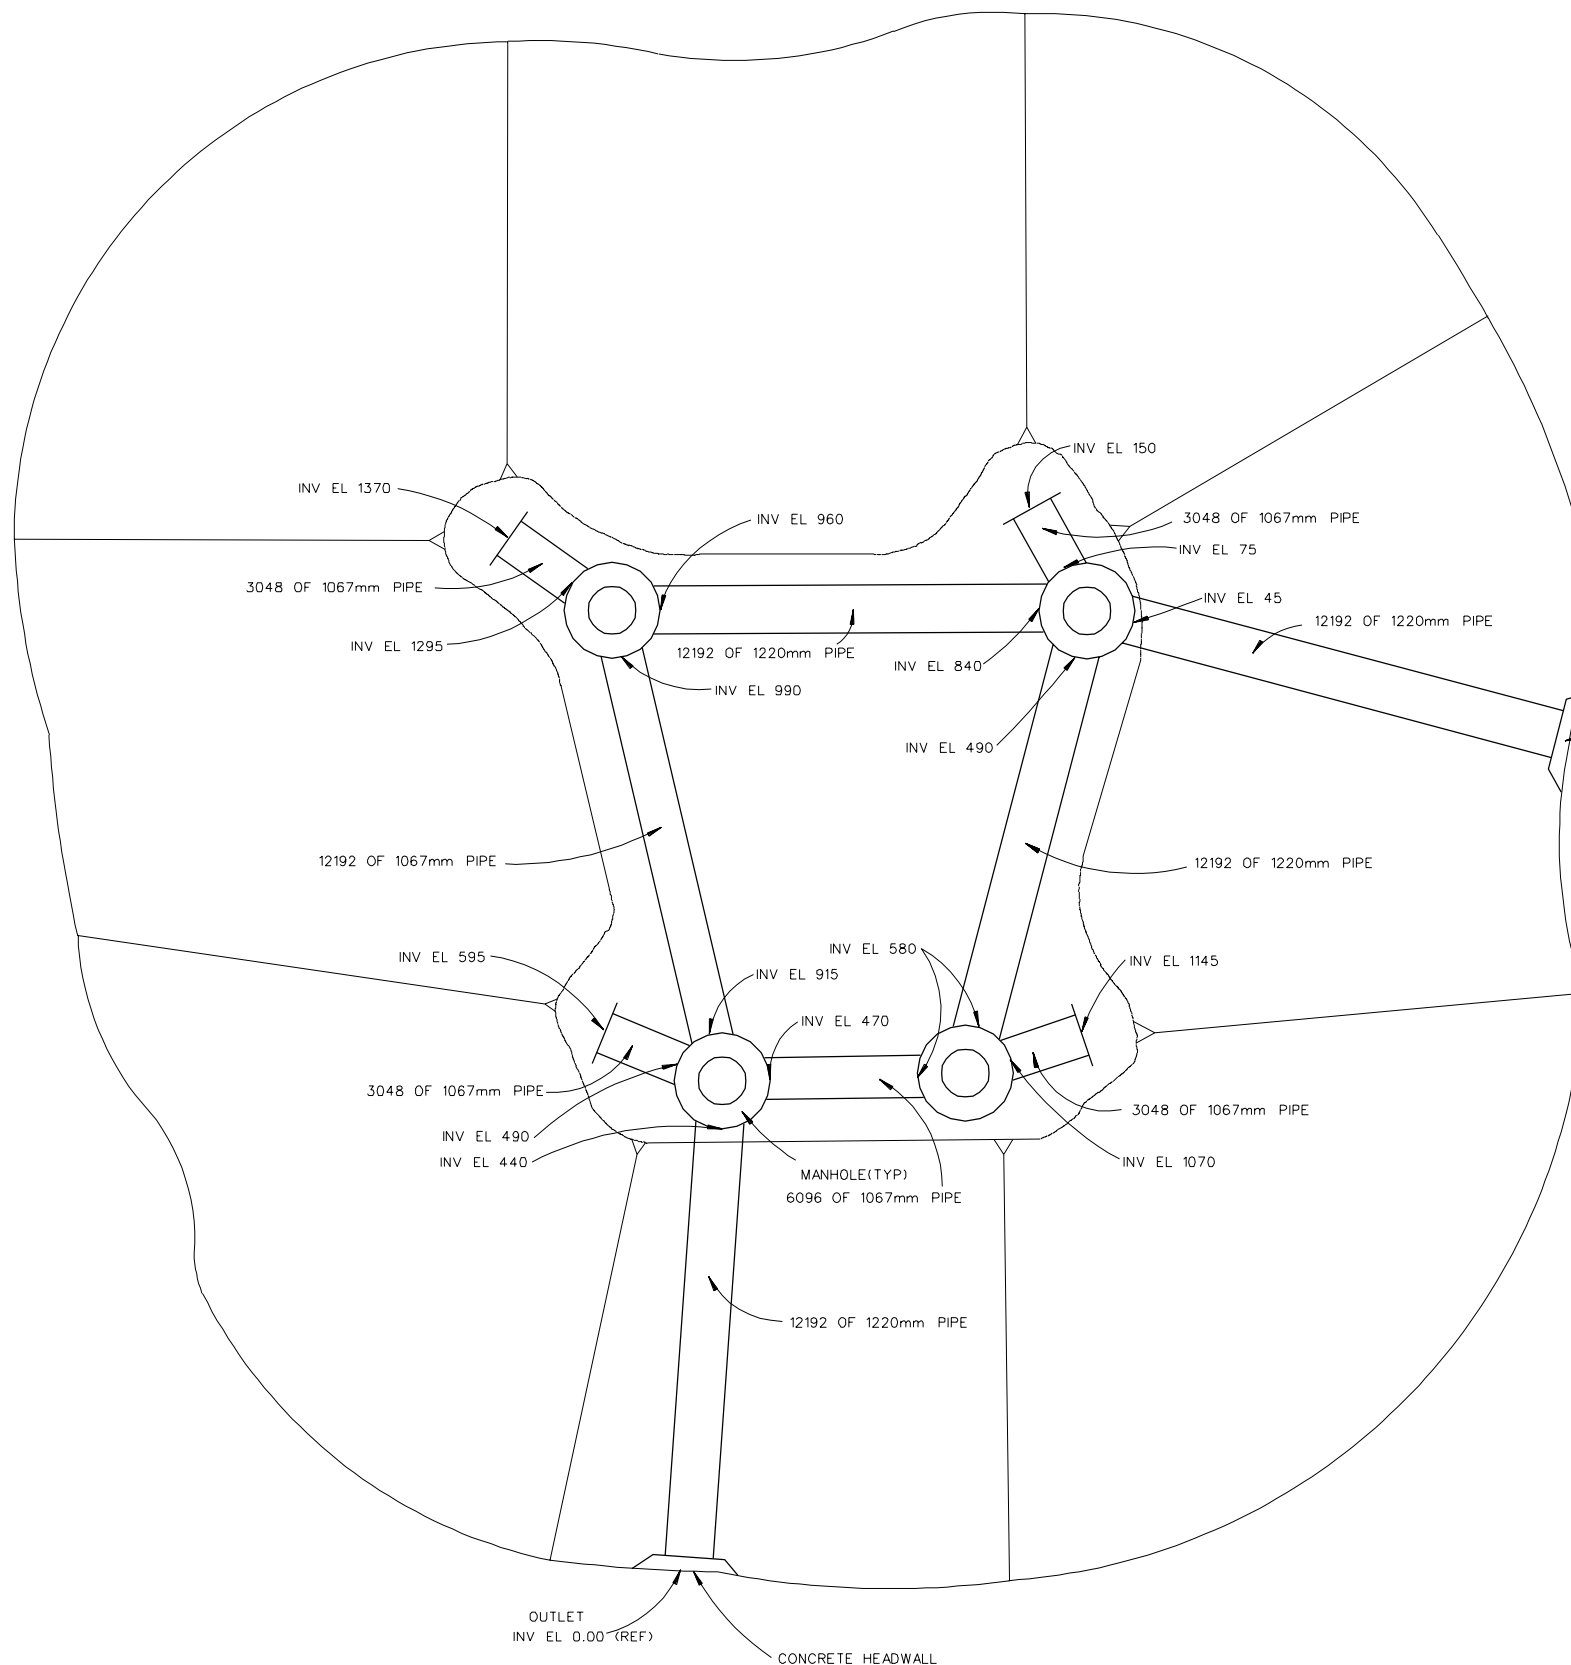 INV EL 150
INV EL 1370
INV EL 960
3048 OF 1067mm PIPE
INV EL 75
3048 OF 1067mm PIPE
INV EL 45
12192 OF 1220mm PIPE
INV EL 1295
12192 OF 1220mm PIPE
INV EL 840
INV EL 990
INV EL 490
12192 OF 1067mm PIPE
12192 OF 1220mm PIPE
INV EL 595
INV EL 580
INV EL 1145
INV EL 915
INV EL 470
3048 OF 1067mm PIPE
3048 OF 1067mm PIPE
INV EL 490
INV EL 440
INV EL 1070
MANHOLE(TYP)
6096 OF 1067mm PIPE
12192 OF 1220mm PIPE
OUTLET
INV EL 0.00 (REF)
CONCRETE HEADWALL